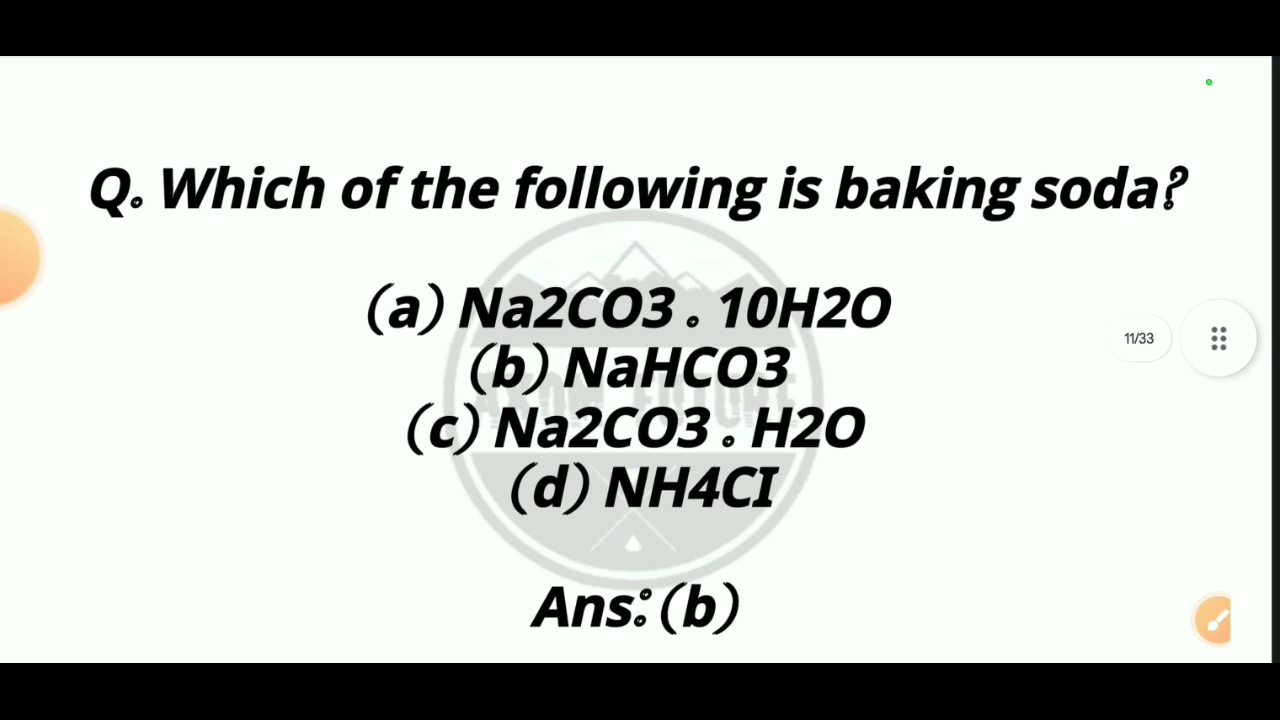 Q. Which of the following is baking soda?
(a) Na2CO3 . 10H2O
11/33
(b) NaHCO3
(c) Na2CO3 . H2O
(d) NH4CI
Ans: (b)